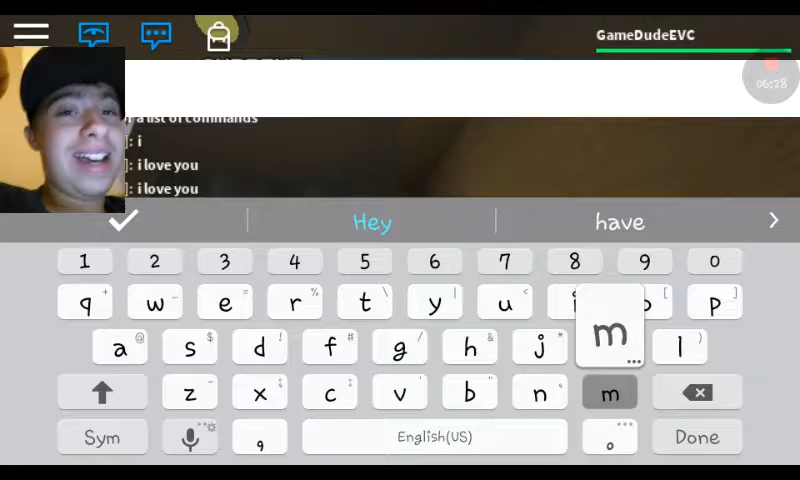 GameDudeEVC
06:28
a list of commands
]: i
]: i love you
]: i love you
Hey have
1 2 3 4 5 6 7 8 9 0
q w e r t y u i o p
a s d f g h j m l
z x c v b n m
Sym , English(US) . Done